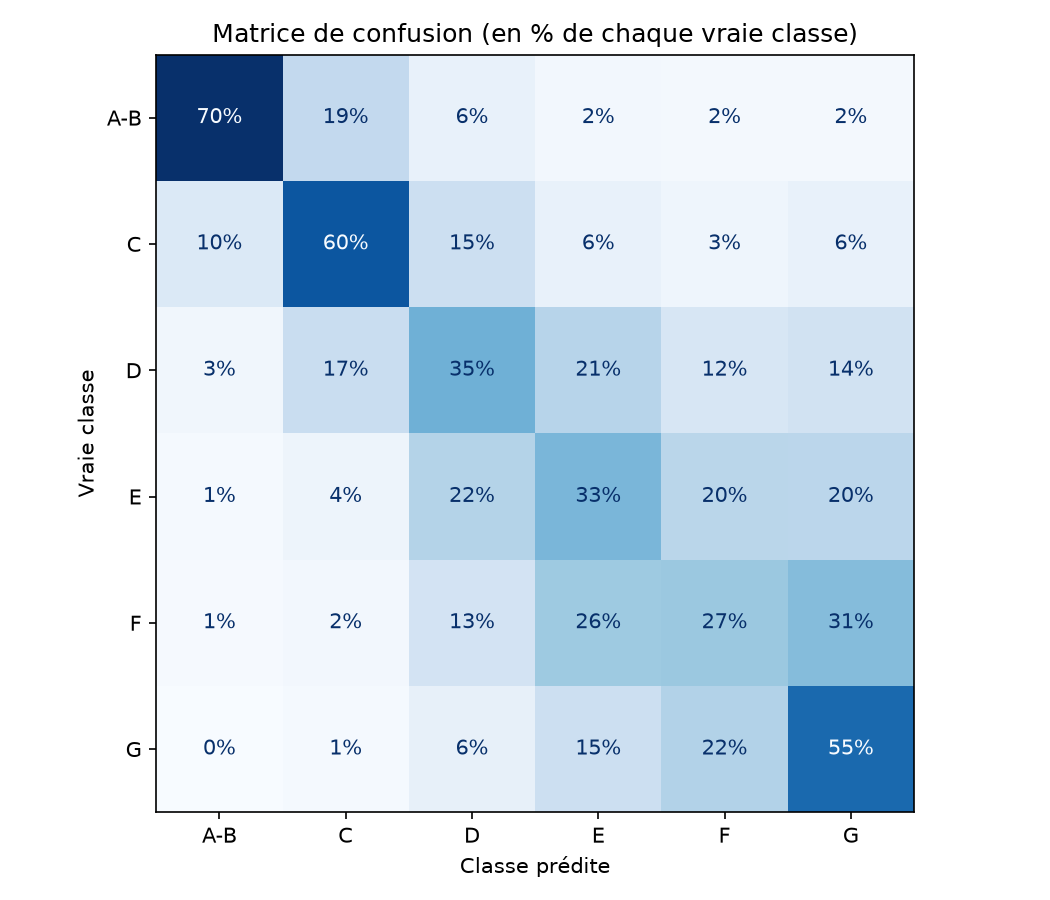 Matrice de confusion (en % de chaque vraie classe)
A-B 70% 19% 6% 2% 2% 2%
C 10% 60% 15% 6% 3% 6%
D 3% 17% 35% 21% 12% 14%
E 1% 4% 22% 33% 20% 20%
F 1% 2% 13% 26% 27% 31%
G 0% 1% 6% 15% 22% 55%
A-B C D E F G
Classe prédite
Vraie classe